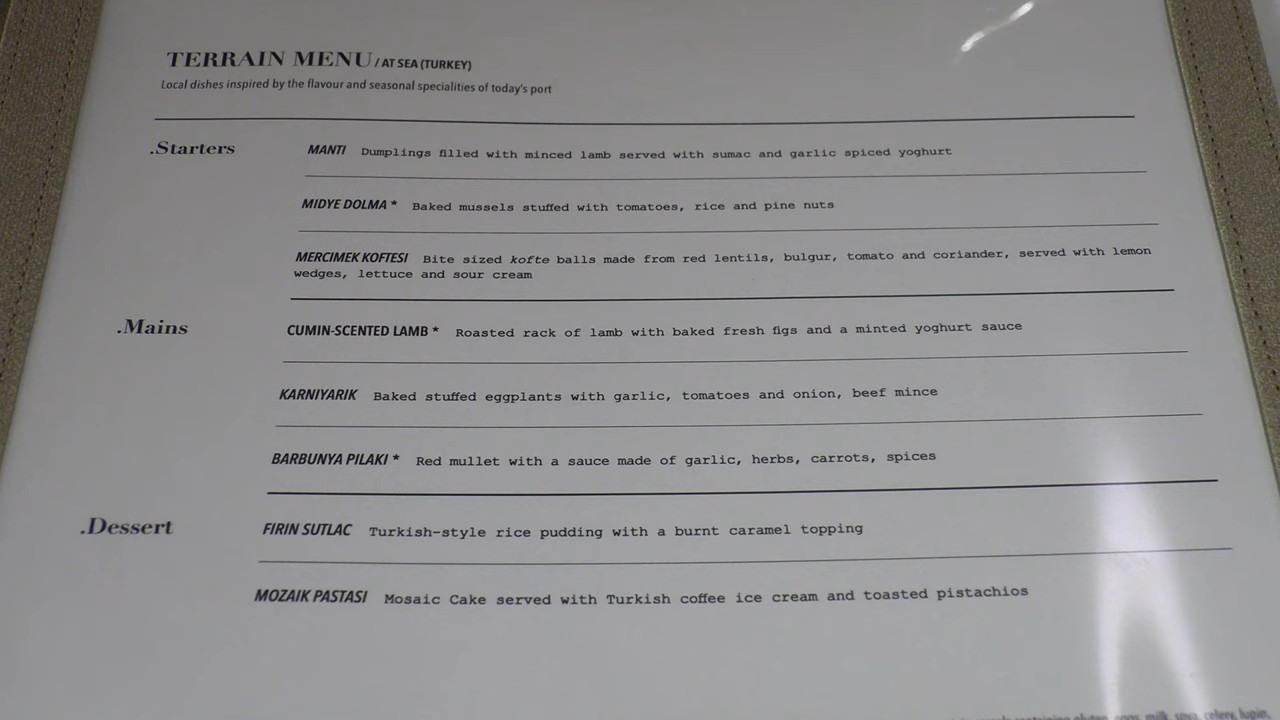 TERRAIN MENU / AT SEA (TURKEY)
Local dishes inspired by the flavour and seasonal specialities of today's port
.Starters
MANTI Dumplings filled with minced lamb served with sumac and garlic spiced yoghurt
MIDYE DOLMA * Baked mussels stuffed with tomatoes, rice and pine nuts
MERCIMEK KOFTESI Bite sized kofte balls made from red lentils, bulgur, tomato and coriander, served with lemon
wedges, lettuce and sour cream
.Mains
CUMIN-SCENTED LAMB * Roasted rack of lamb with baked fresh figs and a minted yoghurt sauce
KARNIYARIK Baked stuffed eggplants with garlic, tomatoes and onion, beef mince
BARBUNYA PILAKI * Red mullet with a sauce made of garlic, herbs, carrots, spices
.Dessert
FIRIN SUTLAC Turkish-style rice pudding with a burnt caramel topping
MOZAIK PASTASI Mosaic Cake served with Turkish coffee ice cream and toasted pistachios
milk, soya, celery, lupin,